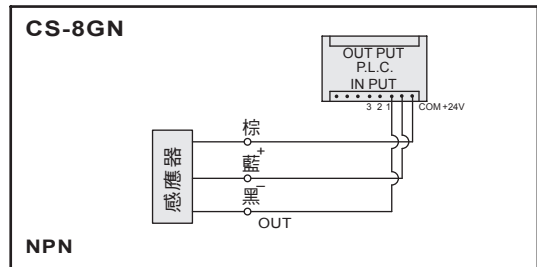 CS-8GN
OUT PUT
P.L.C.
IN PUT
3 2 1 COM +24V
棕
+
藍
−
黑
OUT
感應器
NPN